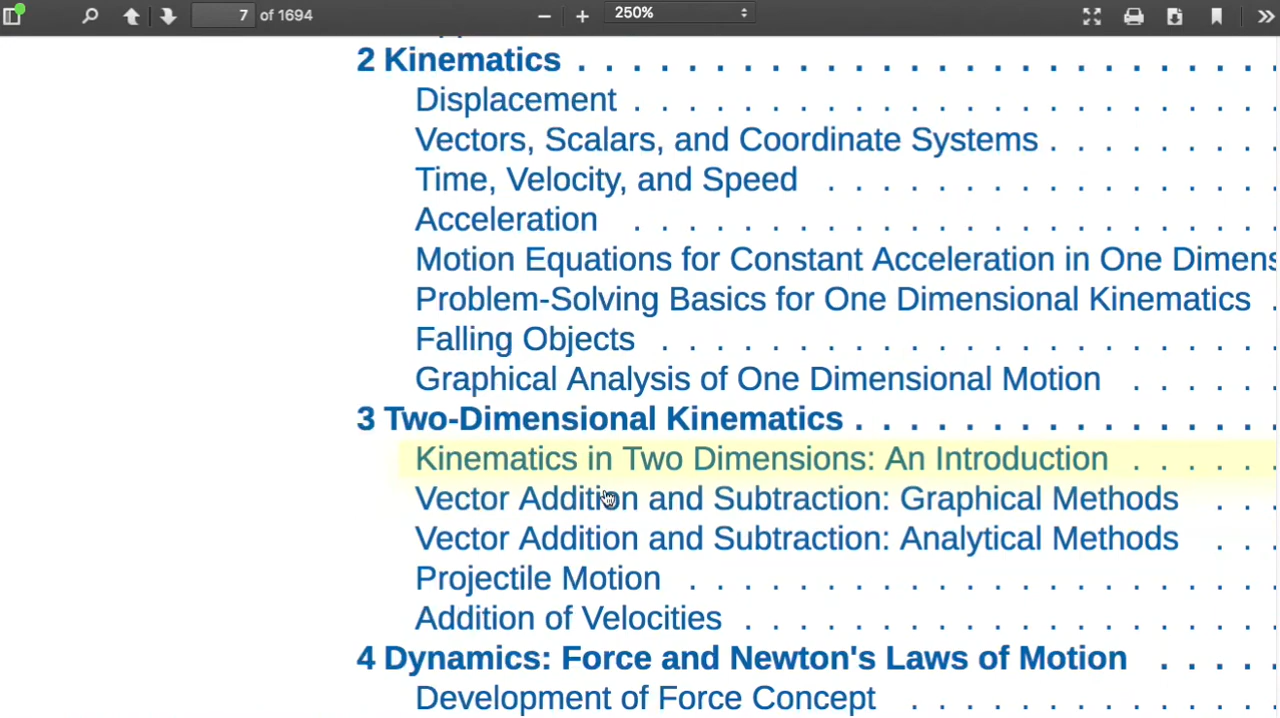 7 of 1694 250%
2 Kinematics . . . . . . . . . . . . . . . . . . . . . . . . . .
Displacement . . . . . . . . . . . . . . . . . . . . . . . .
Vectors, Scalars, and Coordinate Systems . . . . . . . . .
Time, Velocity, and Speed . . . . . . . . . . . . . . . . .
Acceleration . . . . . . . . . . . . . . . . . . . . . . . .
Motion Equations for Constant Acceleration in One Dimens
Problem-Solving Basics for One Dimensional Kinematics .
Falling Objects . . . . . . . . . . . . . . . . . . . . . . .
Graphical Analysis of One Dimensional Motion . . . . . .
3 Two-Dimensional Kinematics . . . . . . . . . . . . . . . .
Kinematics in Two Dimensions: An Introduction . . . . . .
Vector Addition and Subtraction: Graphical Methods . . .
Vector Addition and Subtraction: Analytical Methods . . .
Projectile Motion . . . . . . . . . . . . . . . . . . . . . .
Addition of Velocities . . . . . . . . . . . . . . . . . . . .
4 Dynamics: Force and Newton's Laws of Motion . . . . .
Development of Force Concept . . . . . . . . . . . . . .